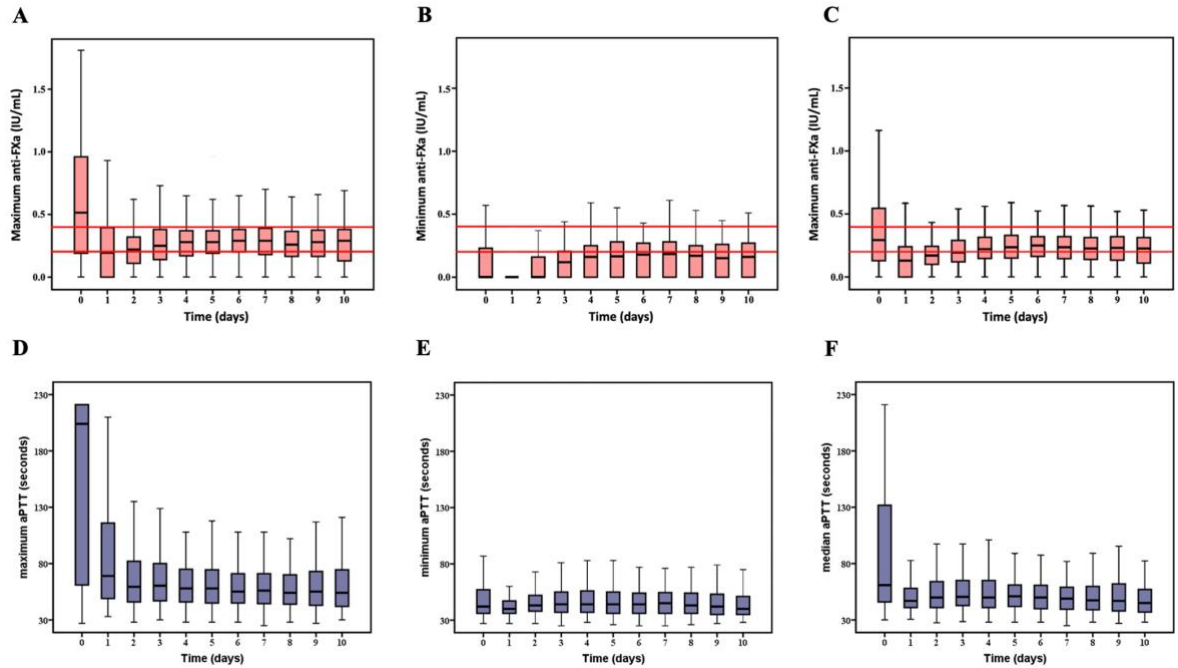 A
Maximum anti-FXa (IU/mL)
1.5
1.0
0.5
0.0
0 1 2 3 4 5 6 7 8 9 10
Time (days)
B
Minimum anti-FXa (IU/mL)
1.5
1.0
0.5
0.0
0 1 2 3 4 5 6 7 8 9 10
Time (days)
C
Maximum anti-FXa (IU/mL)
1.5
1.0
0.5
0.0
0 1 2 3 4 5 6 7 8 9 10
Time (days)
D
maximum aPTT (seconds)
230
180
130
80
30
0 1 2 3 4 5 6 7 8 9 10
Time (days)
E
minimum aPTT (seconds)
230
180
130
80
30
0 1 2 3 4 5 6 7 8 9 10
Time (days)
F
median aPTT (seconds)
230
180
130
80
30
0 1 2 3 4 5 6 7 8 9 10
Time (days)